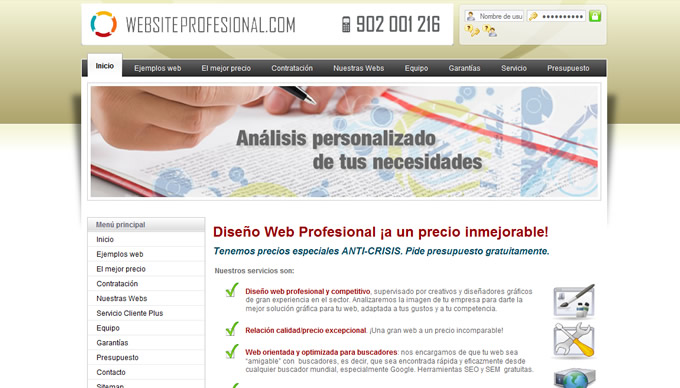 WEBSITEPROFESIONAL.COM
902 001 216
Nombre de usu
Inicio Ejemplos web El mejor precio Contratación Nuestras Webs Equipo Garantías Servicio Presupuesto
Análisis personalizado
de tus necesidades
Menú principal
Inicio
Ejemplos web
El mejor precio
Contratación
Nuestras Webs
Servicio Cliente Plus
Equipo
Garantías
Presupuesto
Contacto
Sitemap
Diseño Web Profesional ¡a un precio inmejorable!
Tenemos precios especiales ANTI-CRISIS. Pide presupuesto gratuitamente.
Nuestros servicios son:
Diseño web profesional y competitivo, supervisado por creativos y diseñadores gráficos
de gran experiencia en el sector. Analizaremos la imagen de tu empresa para darte la
mejor solución gráfica para tu web, adaptada a tus gustos y a tu competencia.
Relación calidad/precio excepcional. ¡Una gran web a un precio incomparable!
Web orientada y optimizada para buscadores: nos encargamos de que tu web sea
"amigable" con buscadores, es decir, que sea encontrada rápida y eficazmente desde
cualquier buscador mundial, especialmente Google. Herramientas SEO y SEM gratuitas.